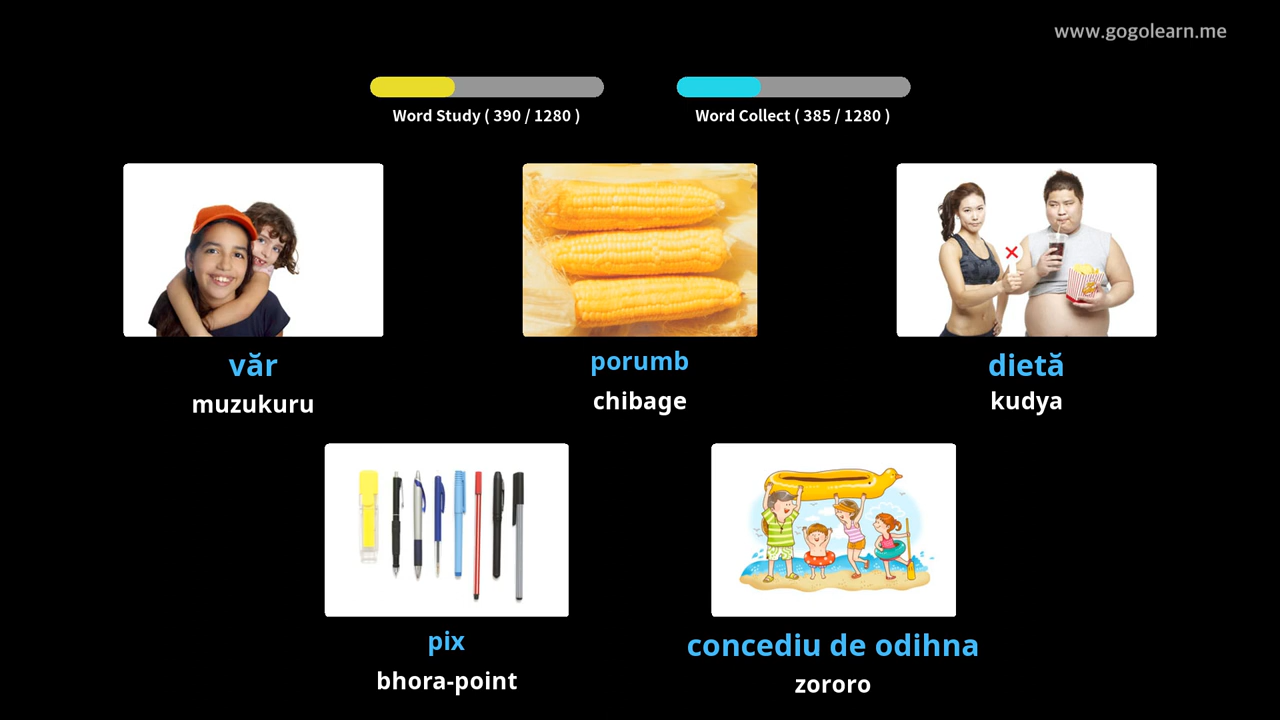 www.gogolearn.me
Word Study ( 390 / 1280 )
Word Collect ( 385 / 1280 )
văr
muzukuru
porumb
chibage
dietă
kudya
pix
bhora-point
concediu de odihna
zororo